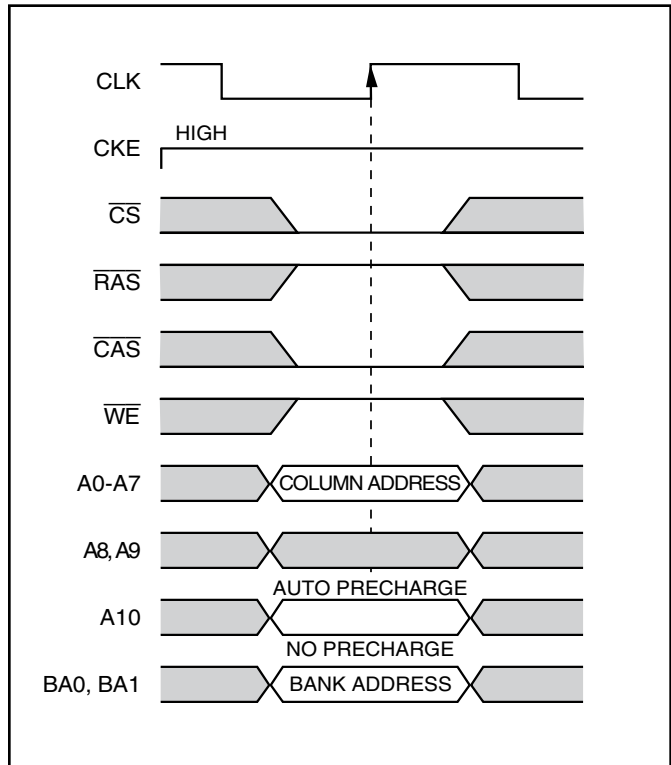 CLK
CKE HIGH
CS
RAS
CAS
WE
A0-A7 COLUMN ADDRESS
A8, A9
AUTO PRECHARGE
A10
NO PRECHARGE
BA0, BA1 BANK ADDRESS